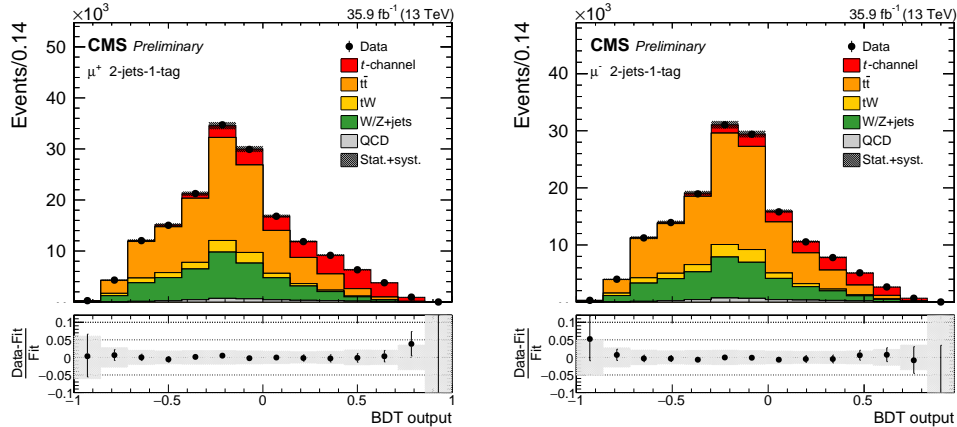 ×10³ 35.9 fb⁻¹ (13 TeV)
CMS Preliminary
μ⁺ 2-jets-1-tag
Data
t-channel
tt̄
tW
W/Z+jets
QCD
Stat.+syst.
Events/0.14
50
40
30
20
10
0.1
0.05
0
−0.05
−0.1
Data-Fit
Fit
−1 −0.5 0 0.5 1
BDT output
×10³ 35.9 fb⁻¹ (13 TeV)
CMS Preliminary
μ⁻ 2-jets-1-tag
Data
t-channel
tt̄
tW
W/Z+jets
QCD
Stat.+syst.
Events/0.14
40
20
0.1
0.05
0
−0.05
−0.1
Data-Fit
Fit
−1 −0.5 0 0.5 1
BDT output